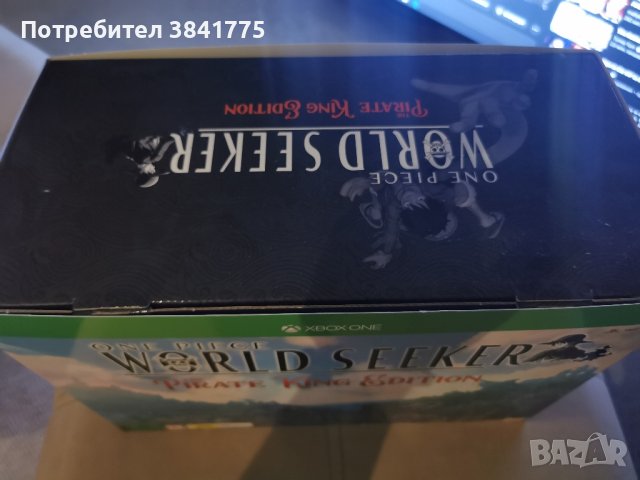 Потребител 3841775
ONE PIECE
WORLD SEEKER
THE
PIRATE KING EDITION
XBOX ONE
ONE PIECE
WORLD SEEKER
PIRATE KING EDITION
BAZAR